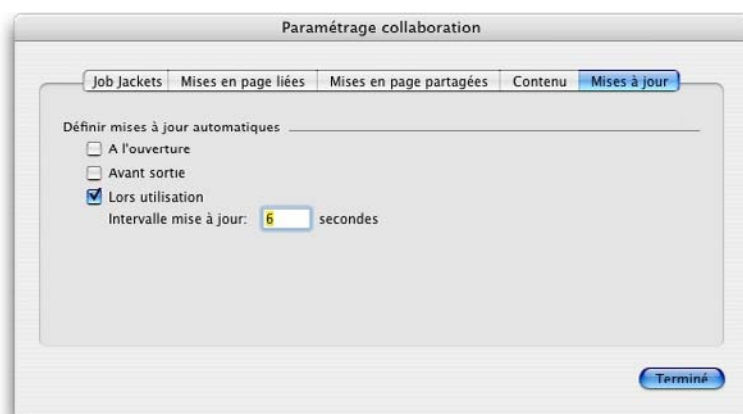 Paramétrage collaboration
Job Jackets Mises en page liées Mises en page partagées Contenu Mises à jour
Définir mises à jour automatiques
A l'ouverture
Avant sortie
Lors utilisation
Intervalle mise à jour: 6 secondes
Terminé